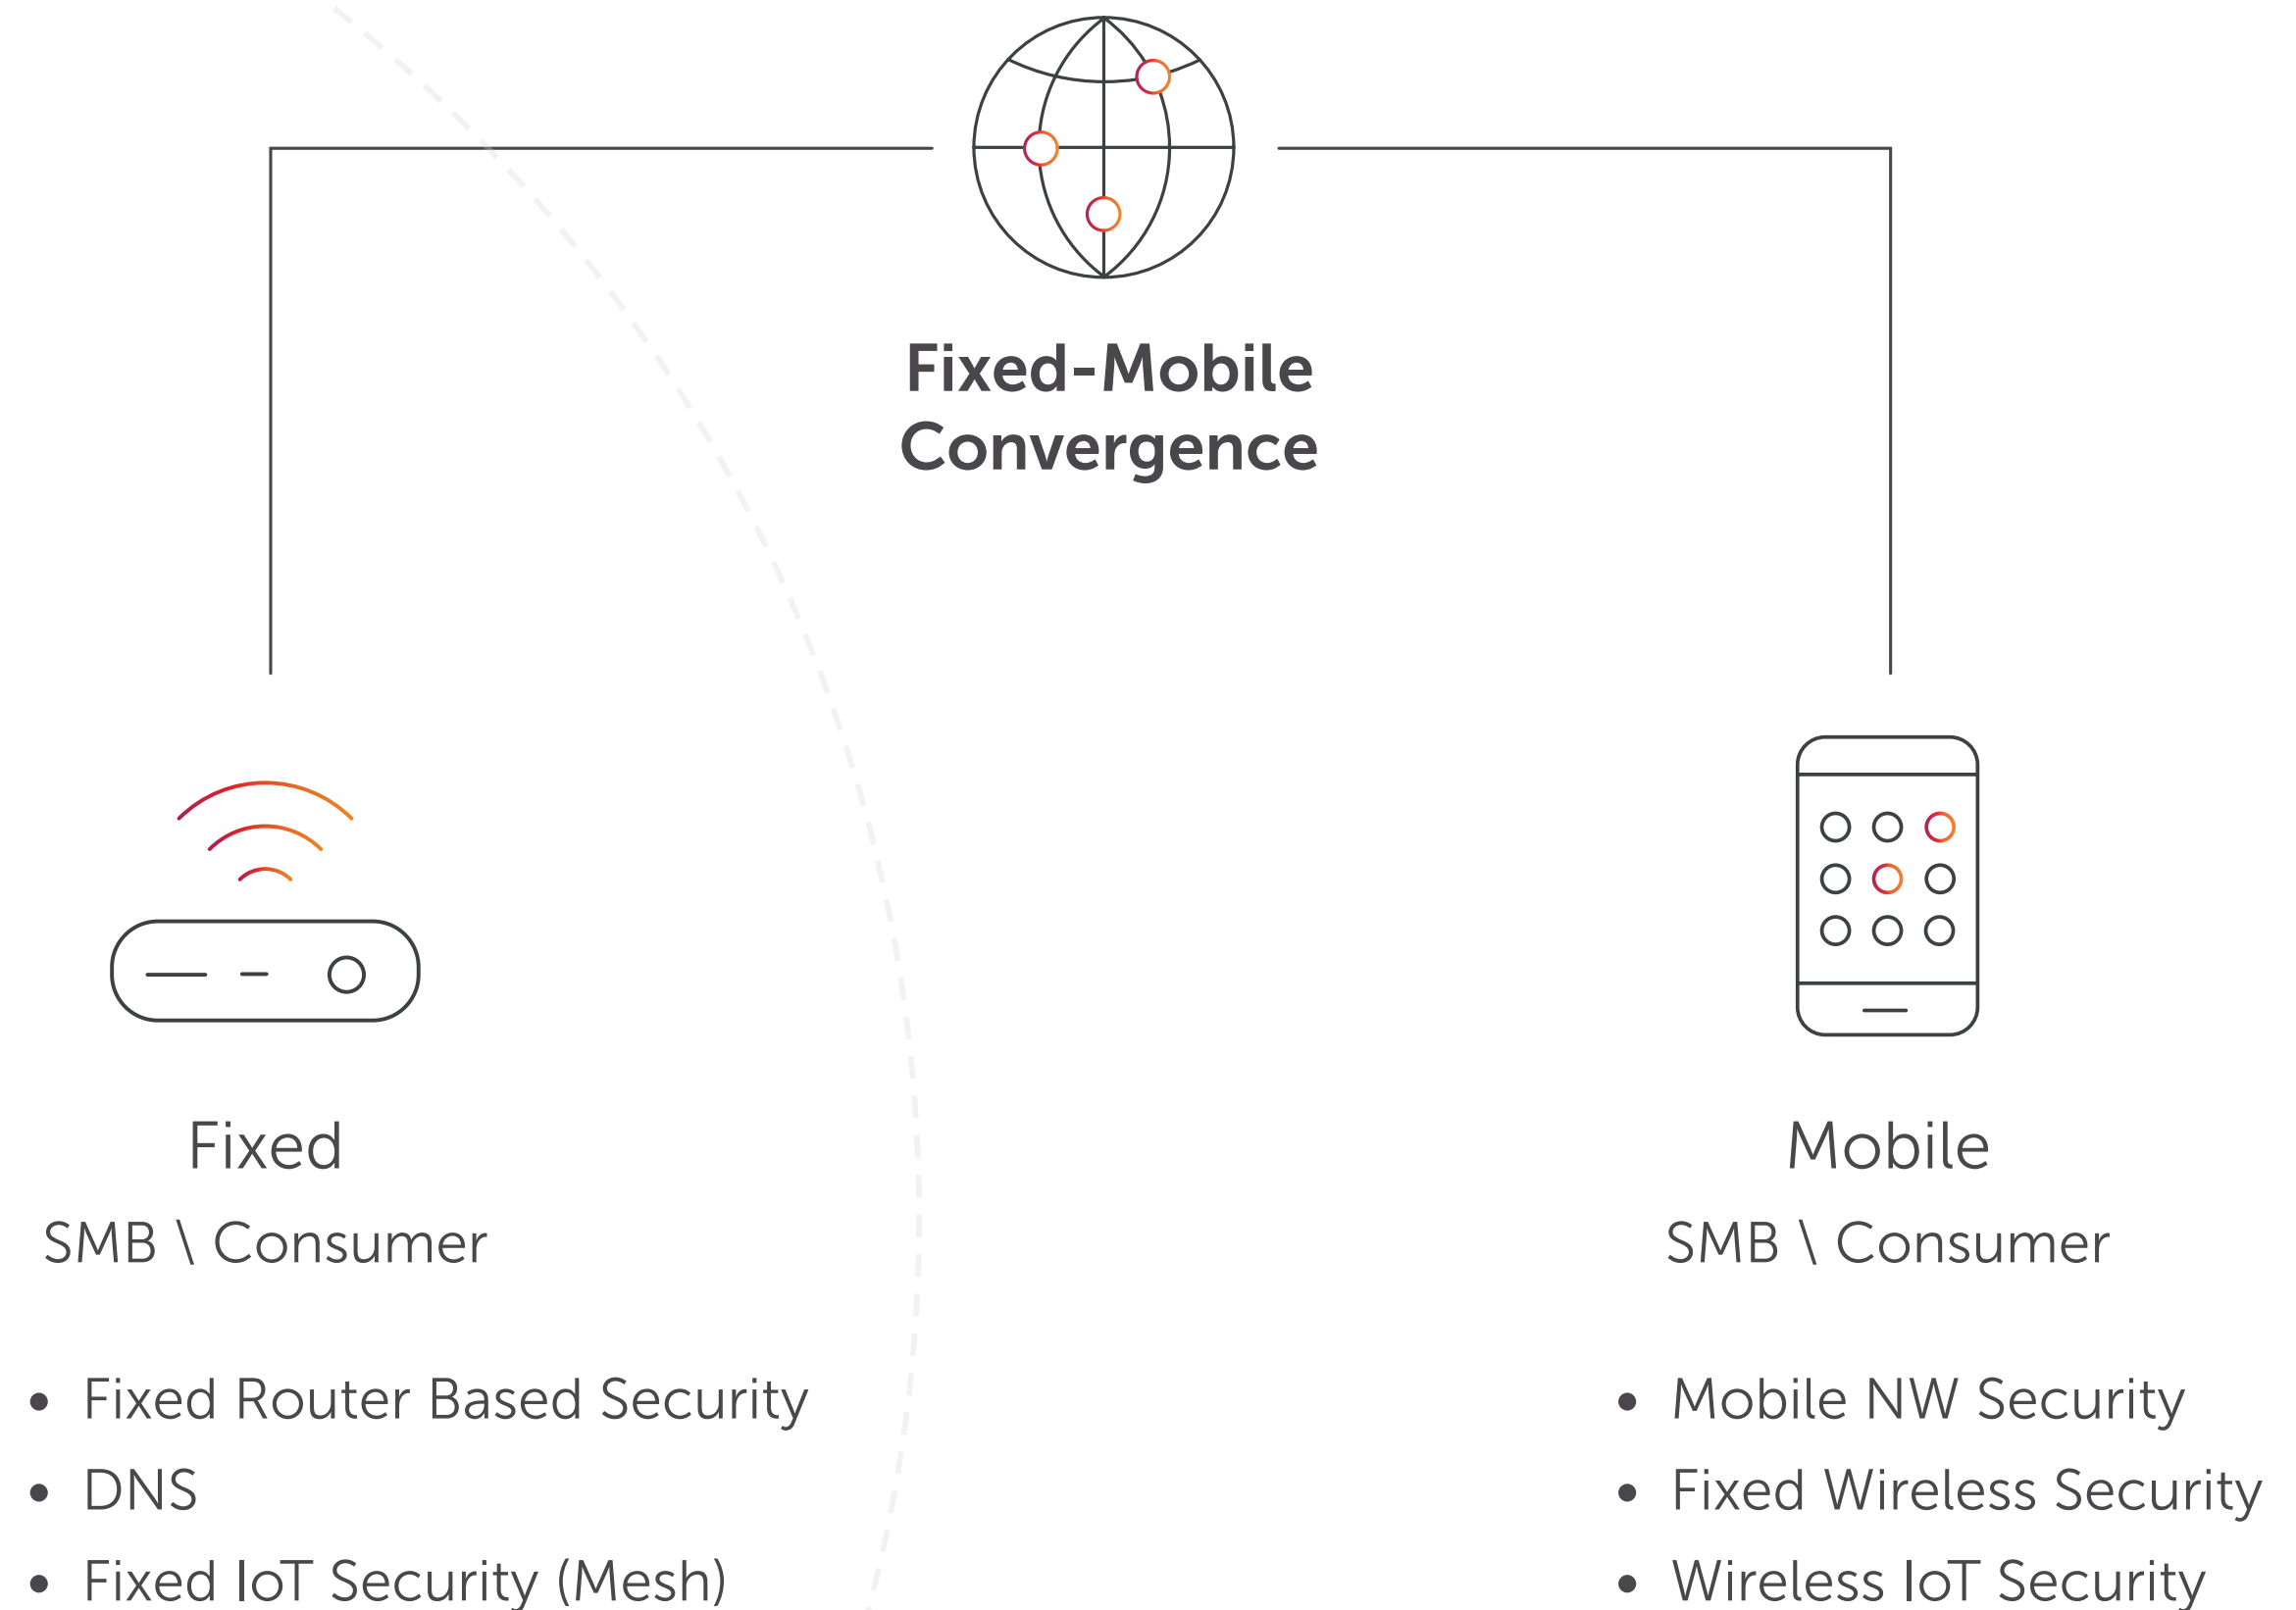 Fixed-Mobile
Convergence
Fixed
SMB \ Consumer
• Fixed Router Based Security
• DNS
• Fixed IoT Security (Mesh)
Mobile
SMB \ Consumer
• Mobile NW Security
• Fixed Wireless Security
• Wireless IoT Security